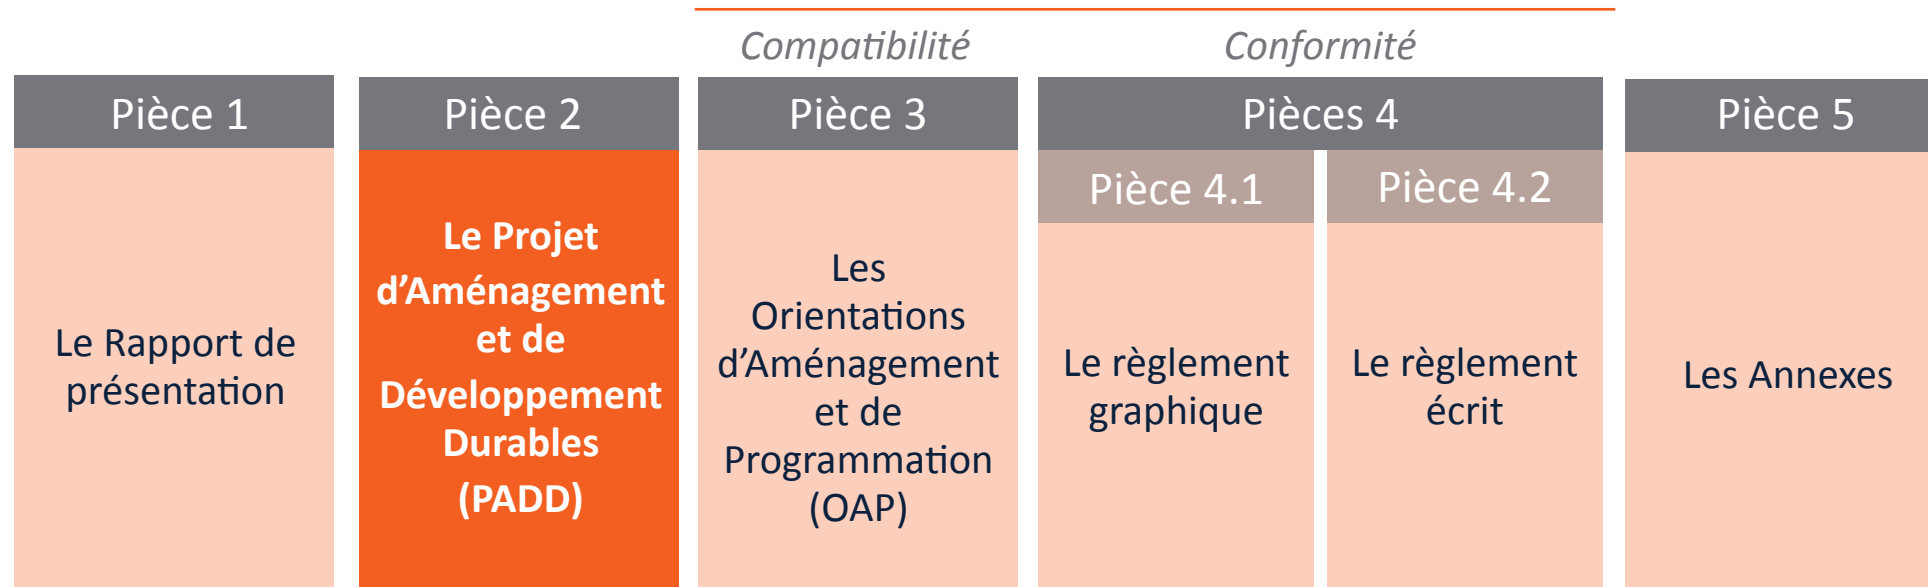 Compatibilité
Conformité
Pièce 1
Pièce 2
Pièce 3
Pièces 4
Pièce 5
Pièce 4.1
Pièce 4.2
Le Rapport de
présentation
Le Projet
d’Aménagement
et de
Développement
Durables
(PADD)
Les
Orientations
d’Aménagement
et de
Programmation
(OAP)
Le règlement
graphique
Le règlement
écrit
Les Annexes